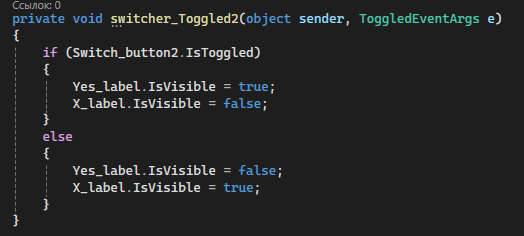 Ссылок: 0
private void switcher_Toggled2(object sender, ToggledEventArgs e)
{
    if (Switch_button2.IsToggled)
    {
        Yes_label.IsVisible = true;
        X_label.IsVisible = false;
    }
    else
    {
        Yes_label.IsVisible = false;
        X_label.IsVisible = true;
    }
}